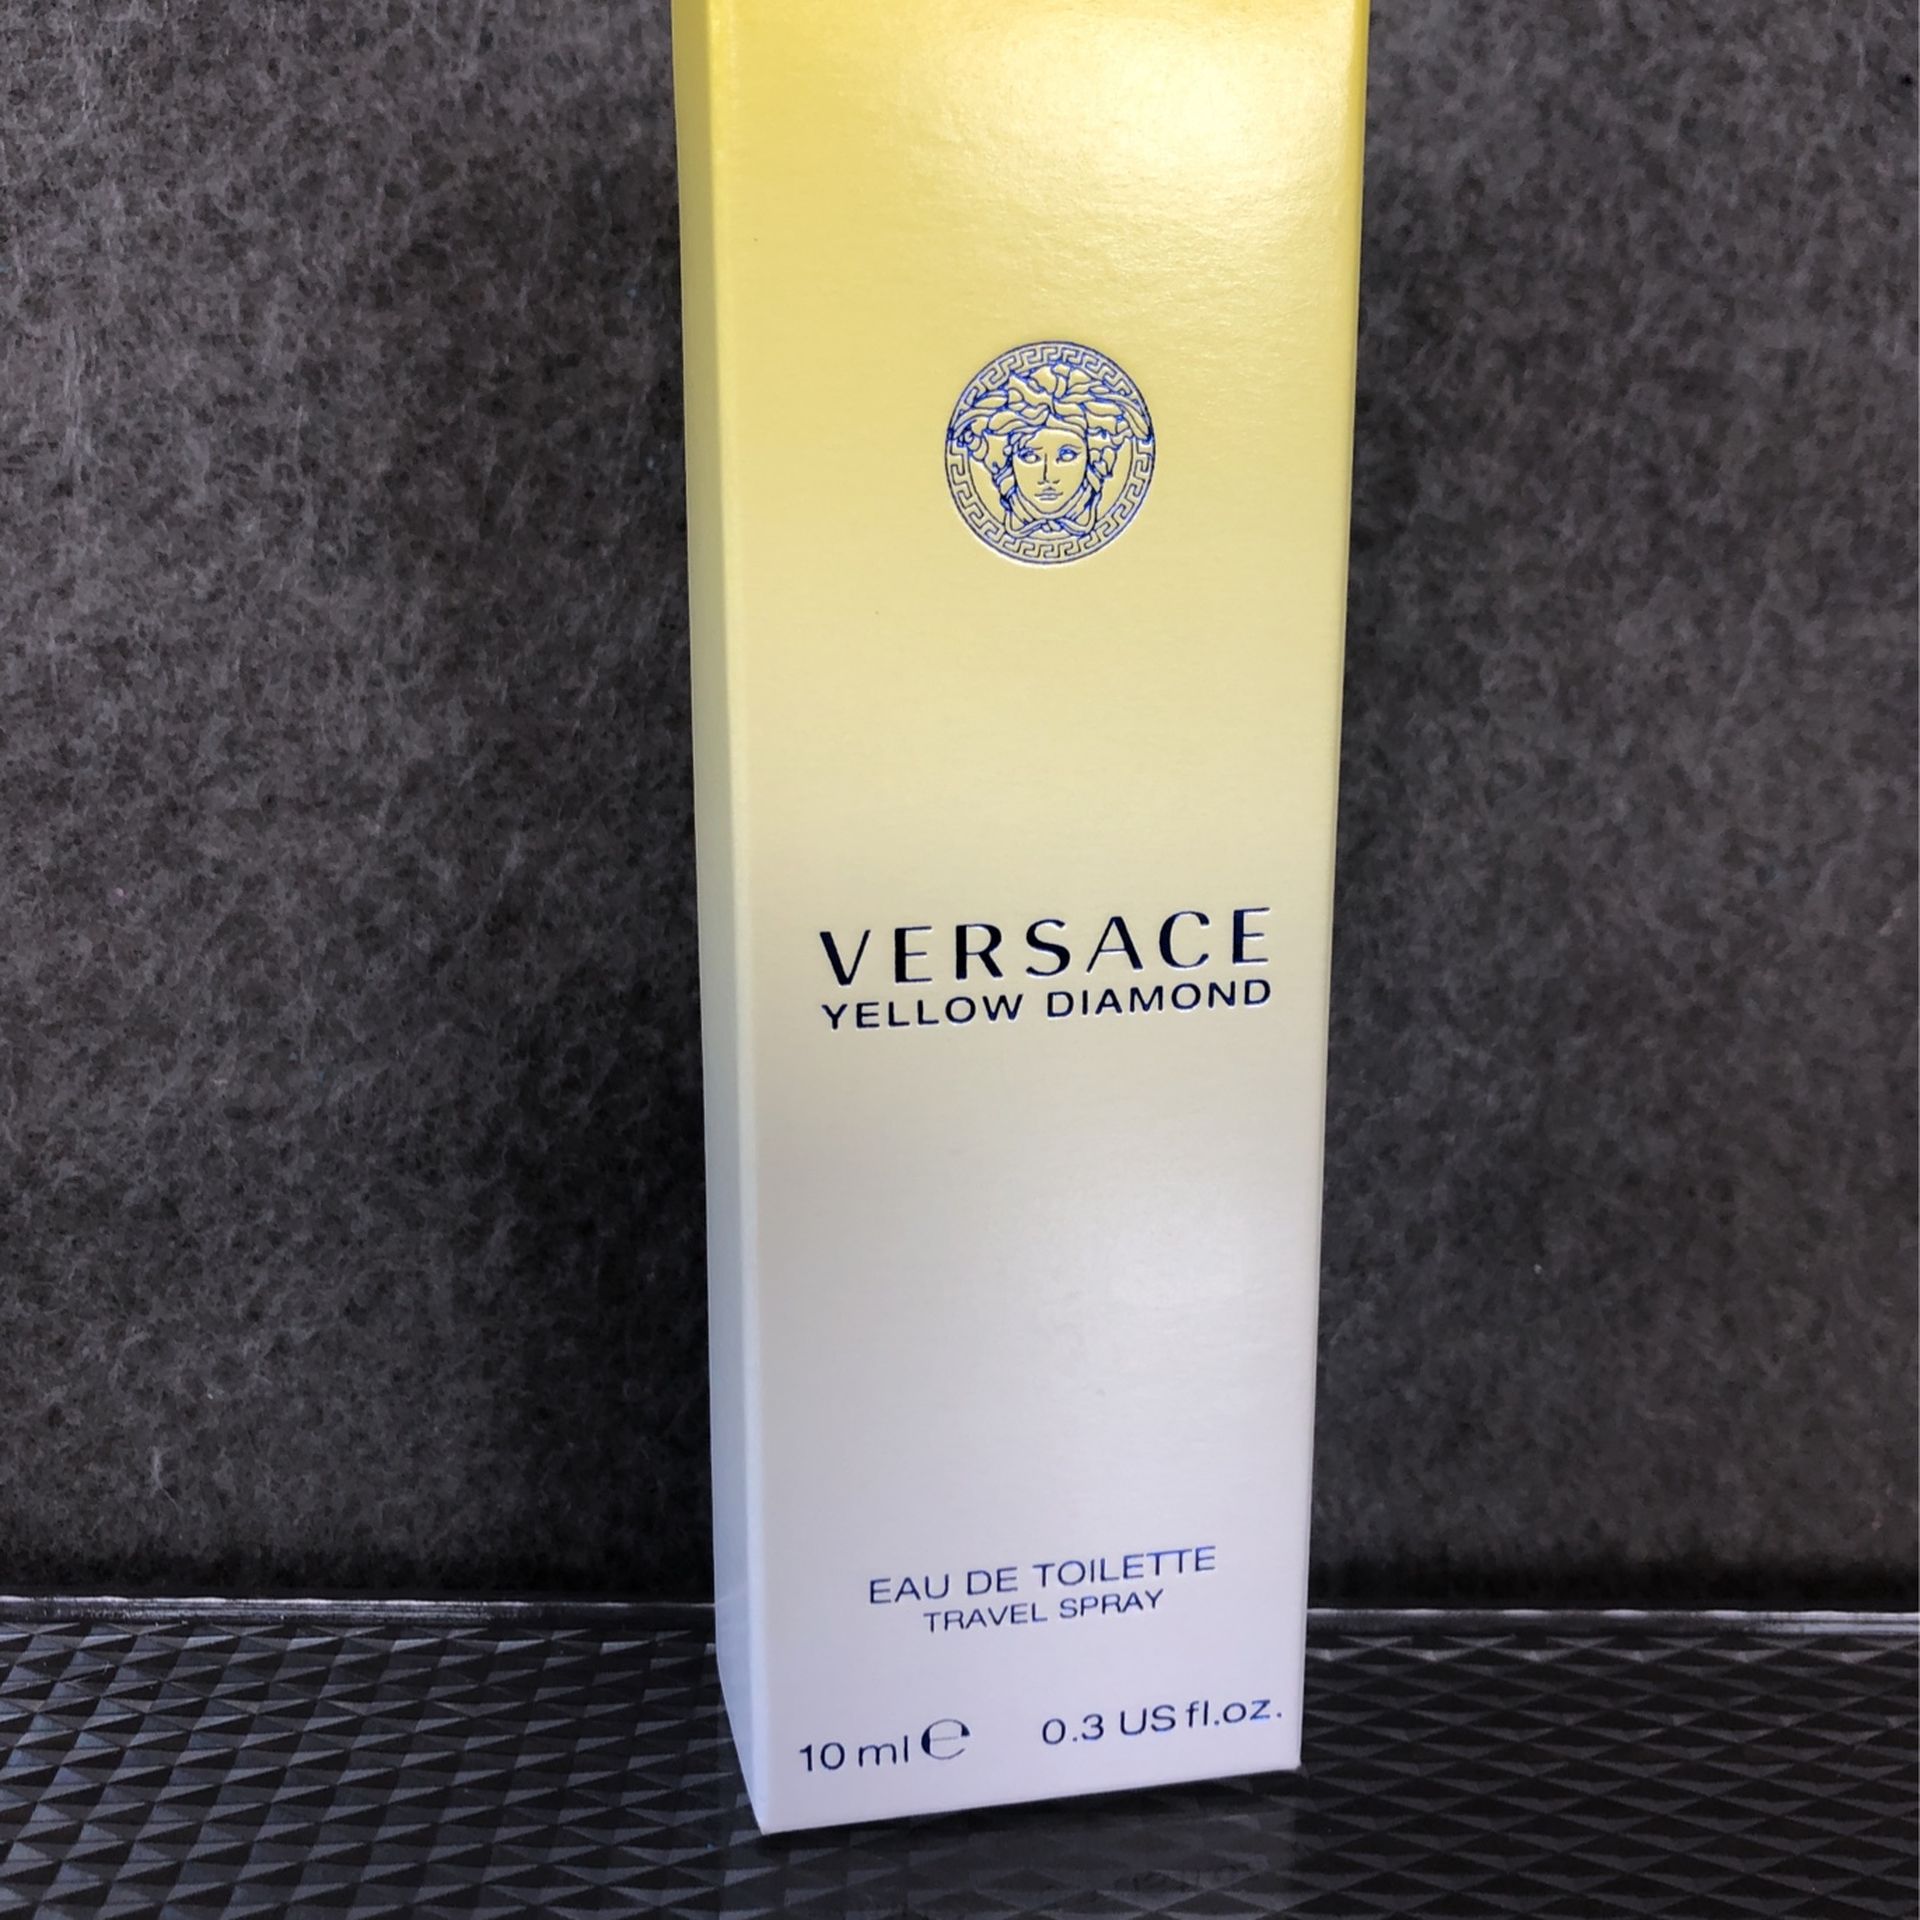 VERSACE
YELLOW DIAMOND
EAU DE TOILETTE
TRAVEL SPRAY
10 ml ℮ 0.3 US fl.oz.